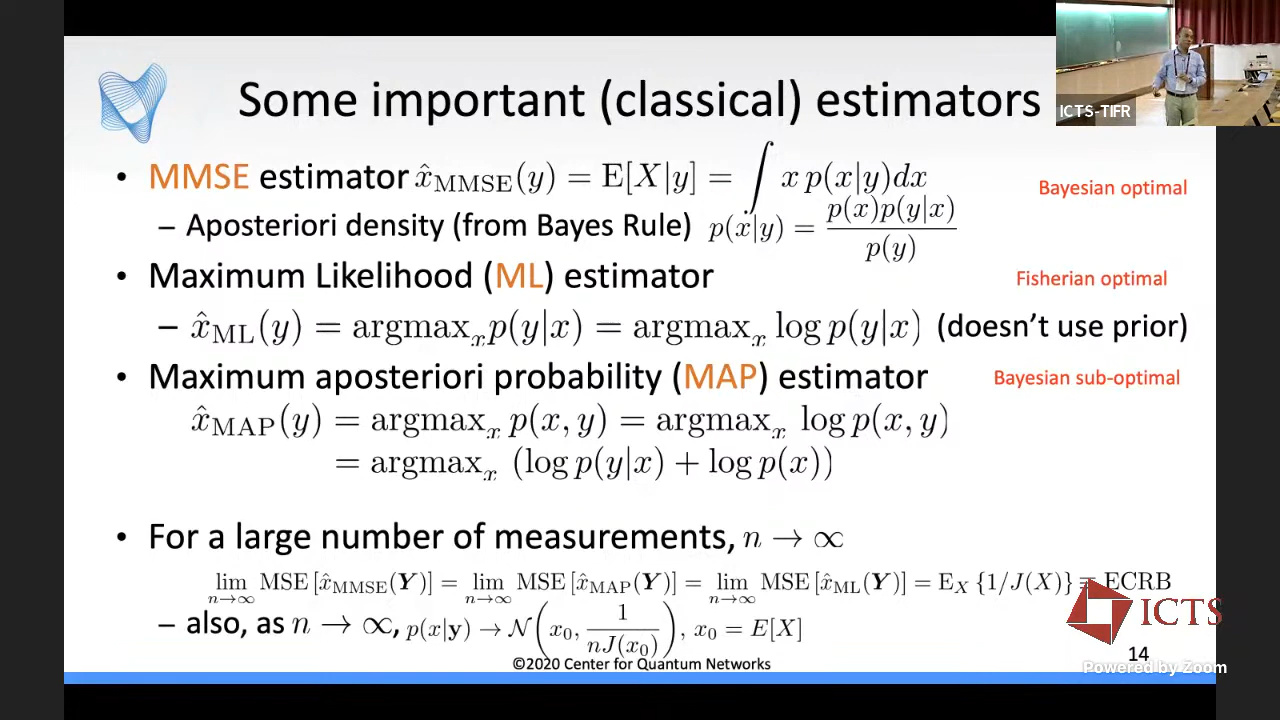 Some important (classical) estimators
ICTS-TIFR
• MMSE estimator x̂_MMSE(y) = E[X|y] = ∫ x p(x|y)dx
Bayesian optimal
– Aposteriori density (from Bayes Rule) p(x|y) = p(x)p(y|x) / p(y)
• Maximum Likelihood (ML) estimator
Fisherian optimal
– x̂_ML(y) = argmax_x p(y|x) = argmax_x log p(y|x) (doesn't use prior)
• Maximum aposteriori probability (MAP) estimator
Bayesian sub-optimal
x̂_MAP(y) = argmax_x p(x, y) = argmax_x log p(x, y)
= argmax_x (log p(y|x) + log p(x))
• For a large number of measurements, n → ∞
lim_{n→∞} MSE [x̂_MMSE(Y)] = lim_{n→∞} MSE [x̂_MAP(Y)] = lim_{n→∞} MSE [x̂_ML(Y)] = E_X {1/J(X)} = ECRB
– also, as n → ∞, p(x|y) → N(x₀, 1/nJ(x₀)), x₀ = E[X]
ICTS
14
©2020 Center for Quantum Networks
Powered by Zoom